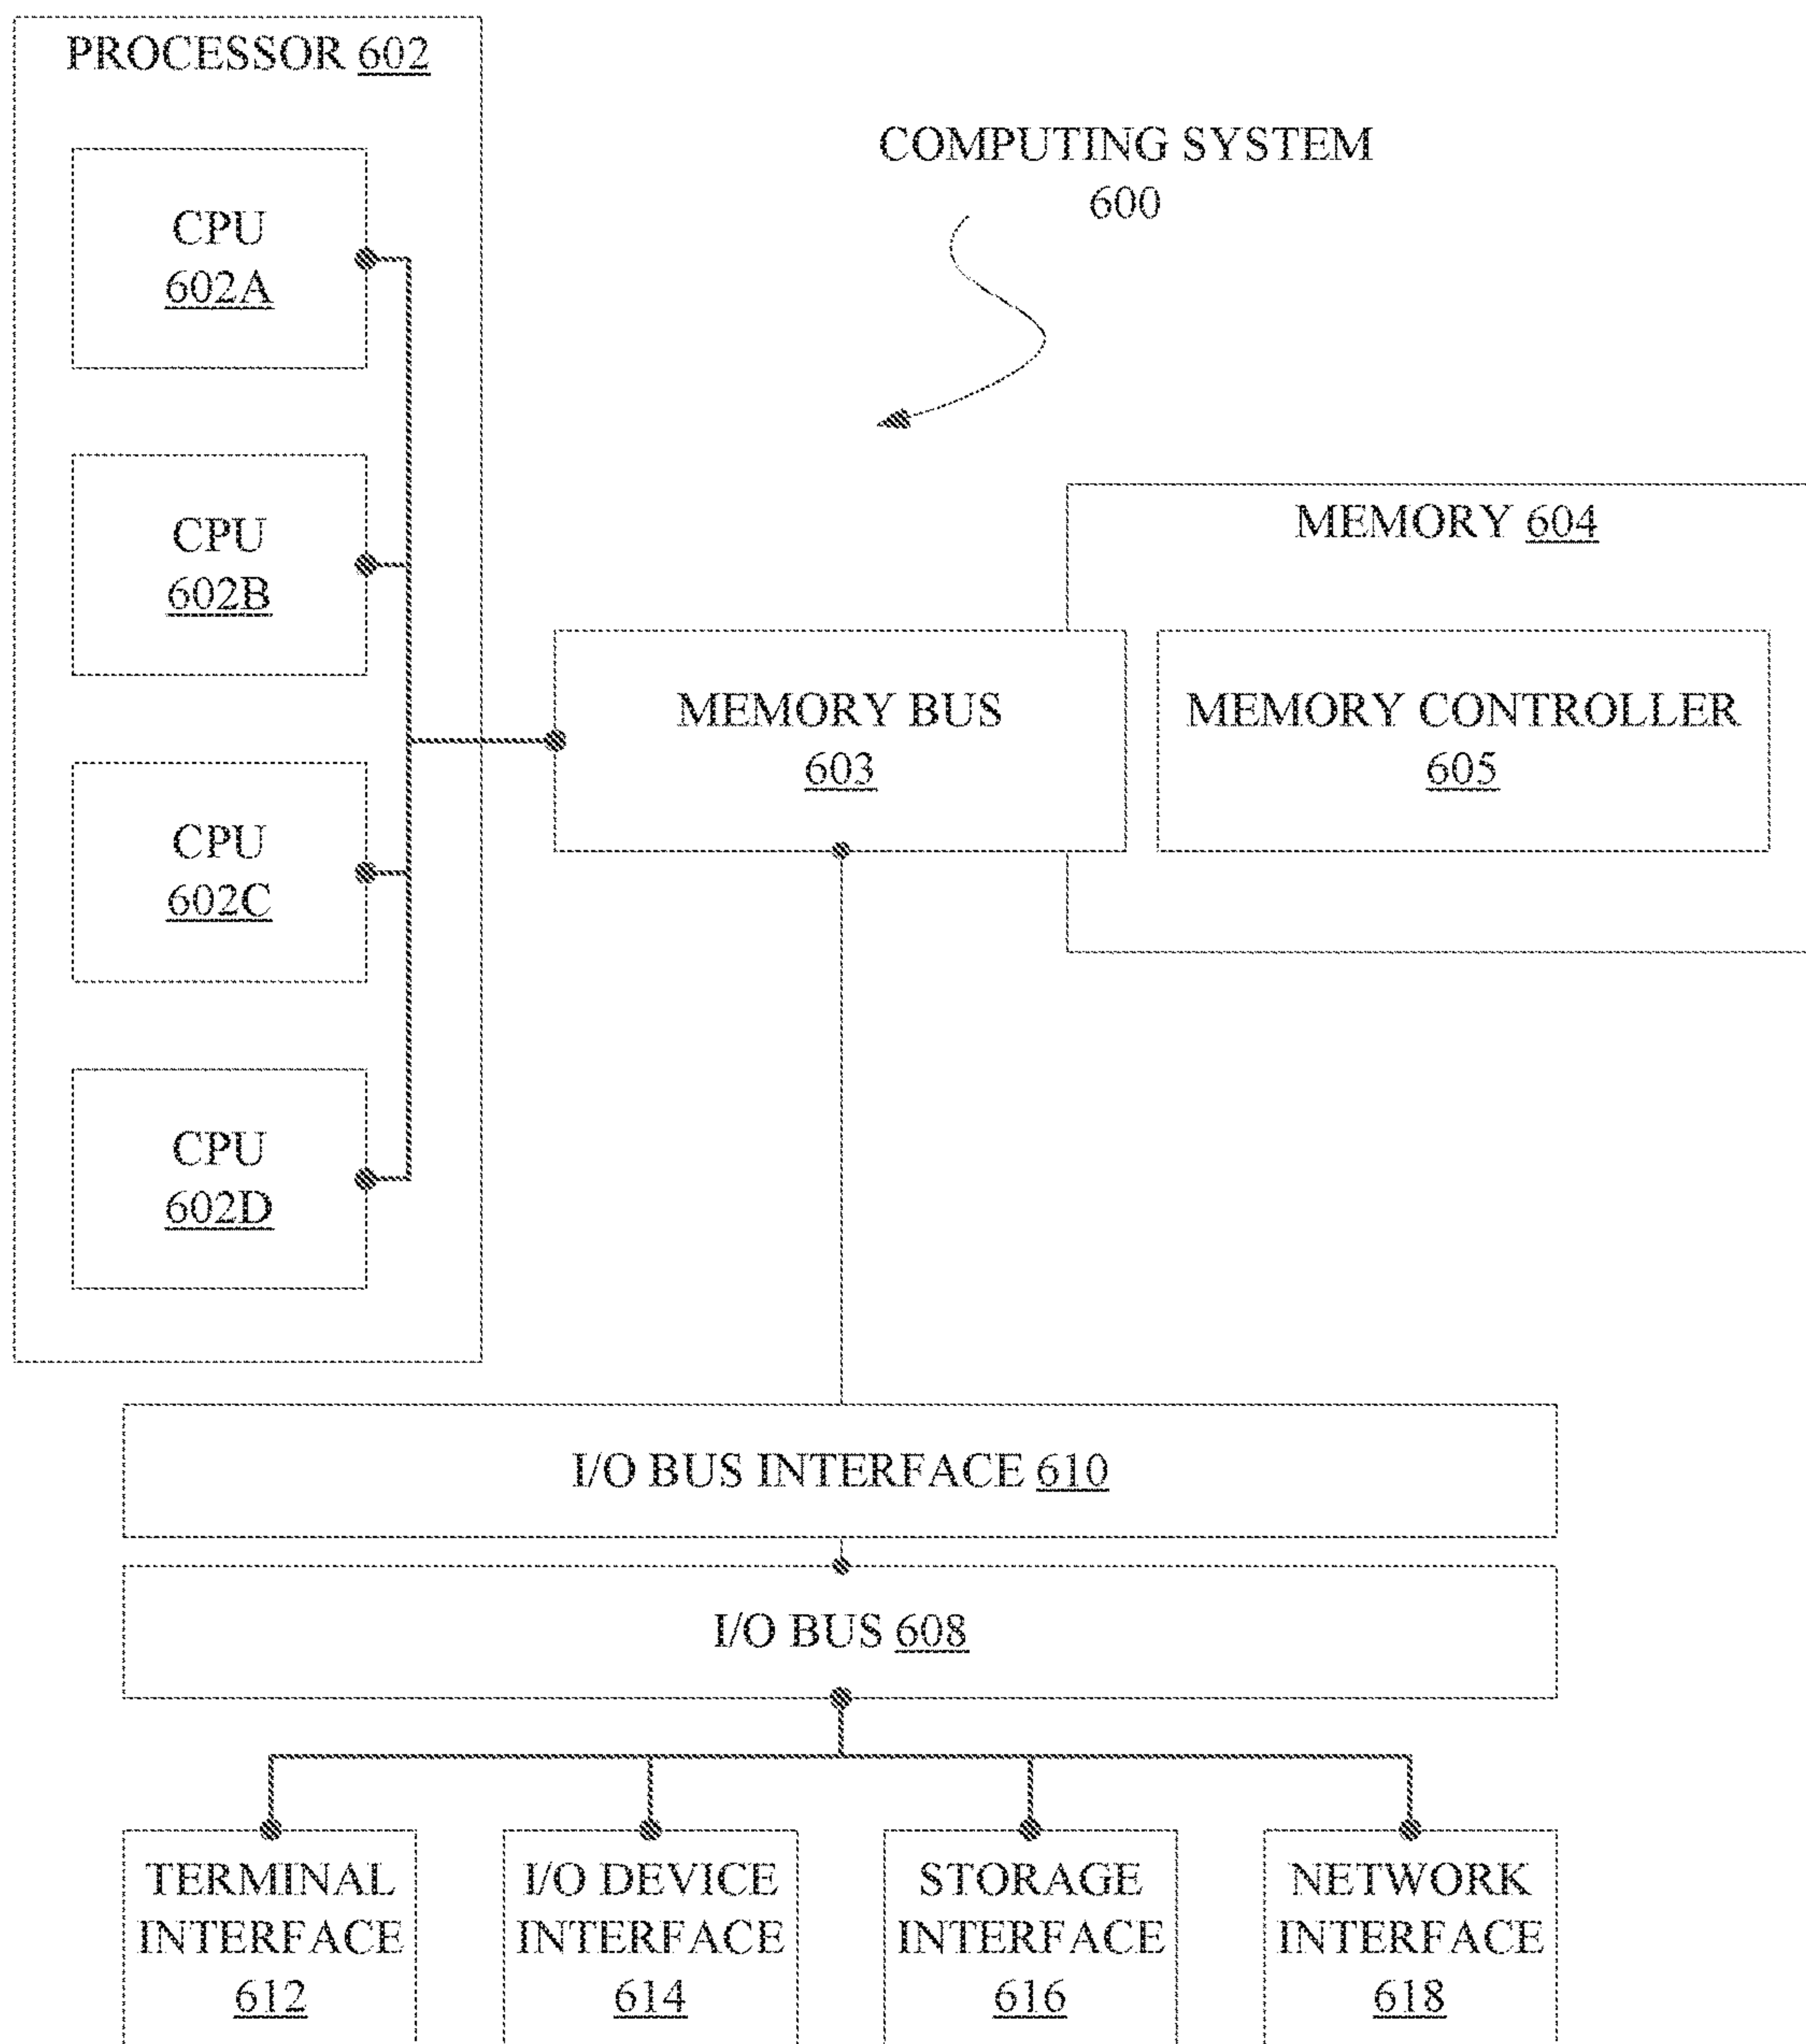 PROCESSOR 602
COMPUTING SYSTEM
600
CPU
602A
CPU
602B
CPU
602C
CPU
602D
MEMORY 604
MEMORY BUS
603
MEMORY CONTROLLER
605
I/O BUS INTERFACE 610
I/O BUS 608
TERMINAL
INTERFACE
612
I/O DEVICE
INTERFACE
614
STORAGE
INTERFACE
616
NETWORK
INTERFACE
618